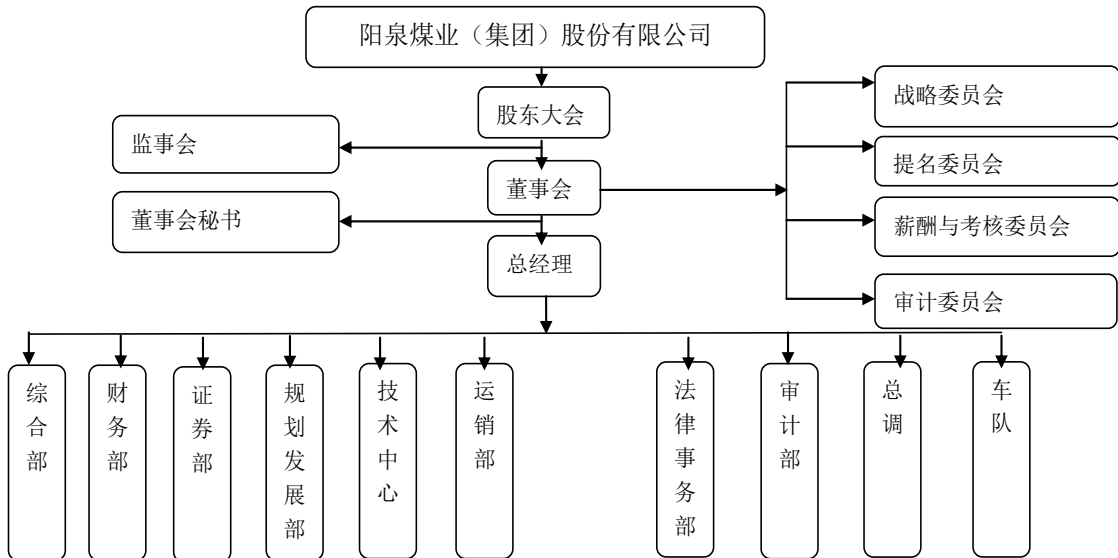 阳泉煤业（集团）股份有限公司
股东大会
监事会
董事会
董事会秘书
总经理
战略委员会
提名委员会
薪酬与考核委员会
审计委员会
综合部
财务部
证券部
规划发展部
技术中心
运销部
法律事务部
审计部
总调
车队